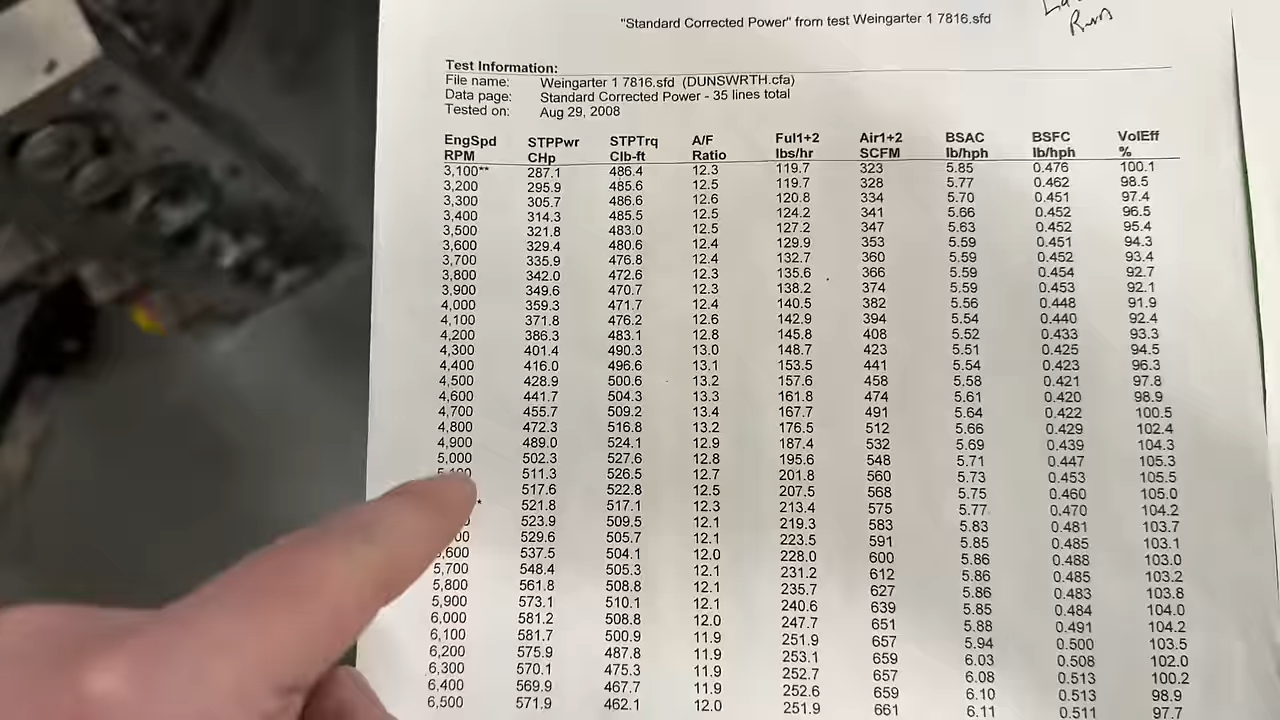 "Standard Corrected Power" from test Weingarter 1 7816.sfd
Run
Test Information:
File name: Weingarter 1 7816.sfd (DUNSWRTH.cfa)
Data page: Standard Corrected Power - 35 lines total
Tested on: Aug 29, 2008
EngSpd STPPwr STPTrq A/F Ful1+2 Air1+2 BSAC BSFC VolEff
RPM CHp Clb-ft Ratio lbs/hr SCFM lb/hph lb/hph %
3,100** 287.1 486.4 12.3 119.7 323 5.85 0.476 100.1
3,200 295.9 485.6 12.5 119.7 328 5.77 0.462 98.5
3,300 305.7 486.6 12.6 120.8 334 5.70 0.451 97.4
3,400 314.3 485.5 12.5 124.2 341 5.66 0.452 96.5
3,500 321.8 483.0 12.5 127.2 347 5.63 0.452 95.4
3,600 329.4 480.6 12.4 129.9 353 5.59 0.451 94.3
3,700 335.9 476.8 12.4 132.7 360 5.59 0.452 93.4
3,800 342.0 472.6 12.3 135.6 366 5.59 0.454 92.7
3,900 349.6 470.7 12.3 138.2 374 5.59 0.453 92.1
4,000 359.3 471.7 12.4 140.5 382 5.56 0.448 91.9
4,100 371.8 476.2 12.6 142.9 394 5.54 0.440 92.4
4,200 386.3 483.1 12.8 145.8 408 5.52 0.433 93.3
4,300 401.4 490.3 13.0 148.7 423 5.51 0.425 94.5
4,400 416.0 496.6 13.1 153.5 441 5.54 0.423 96.3
4,500 428.9 500.6 13.2 157.6 458 5.58 0.421 97.8
4,600 441.7 504.3 13.3 161.8 474 5.61 0.420 98.9
4,700 455.7 509.2 13.4 167.7 491 5.64 0.422 100.5
4,800 472.3 516.8 13.2 176.5 512 5.66 0.429 102.4
4,900 489.0 524.1 12.9 187.4 532 5.69 0.439 104.3
5,000 502.3 527.6 12.8 195.6 548 5.71 0.447 105.3
5,100 511.3 526.5 12.7 201.8 560 5.73 0.453 105.5
517.6 522.8 12.5 207.5 568 5.75 0.460 105.0
* 521.8 517.1 12.3 213.4 575 5.77 0.470 104.2
523.9 509.5 12.1 219.3 583 5.83 0.481 103.7
00 529.6 505.7 12.1 223.5 591 5.85 0.485 103.1
,600 537.5 504.1 12.0 228.0 600 5.86 0.488 103.0
5,700 548.4 505.3 12.1 231.2 612 5.86 0.485 103.2
5,800 561.8 508.8 12.1 235.7 627 5.86 0.483 103.8
5,900 573.1 510.1 12.1 240.6 639 5.85 0.484 104.0
6,000 581.2 508.8 12.0 247.7 651 5.88 0.491 104.2
6,100 581.7 500.9 11.9 251.9 657 5.94 0.500 103.5
6,200 575.9 487.8 11.9 253.1 659 6.03 0.508 102.0
6,300 570.1 475.3 11.9 252.7 657 6.08 0.513 100.2
6,400 569.9 467.7 11.9 252.6 659 6.10 0.513 98.9
6,500 571.9 462.1 12.0 251.9 661 6.11 0.511 97.7